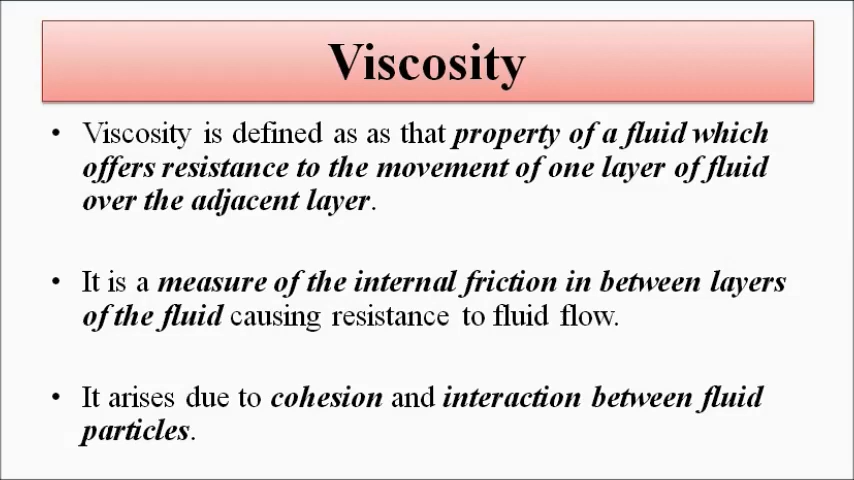 Viscosity
• Viscosity is defined as as that property of a fluid which
offers resistance to the movement of one layer of fluid
over the adjacent layer.
• It is a measure of the internal friction in between layers
of the fluid causing resistance to fluid flow.
• It arises due to cohesion and interaction between fluid
particles.